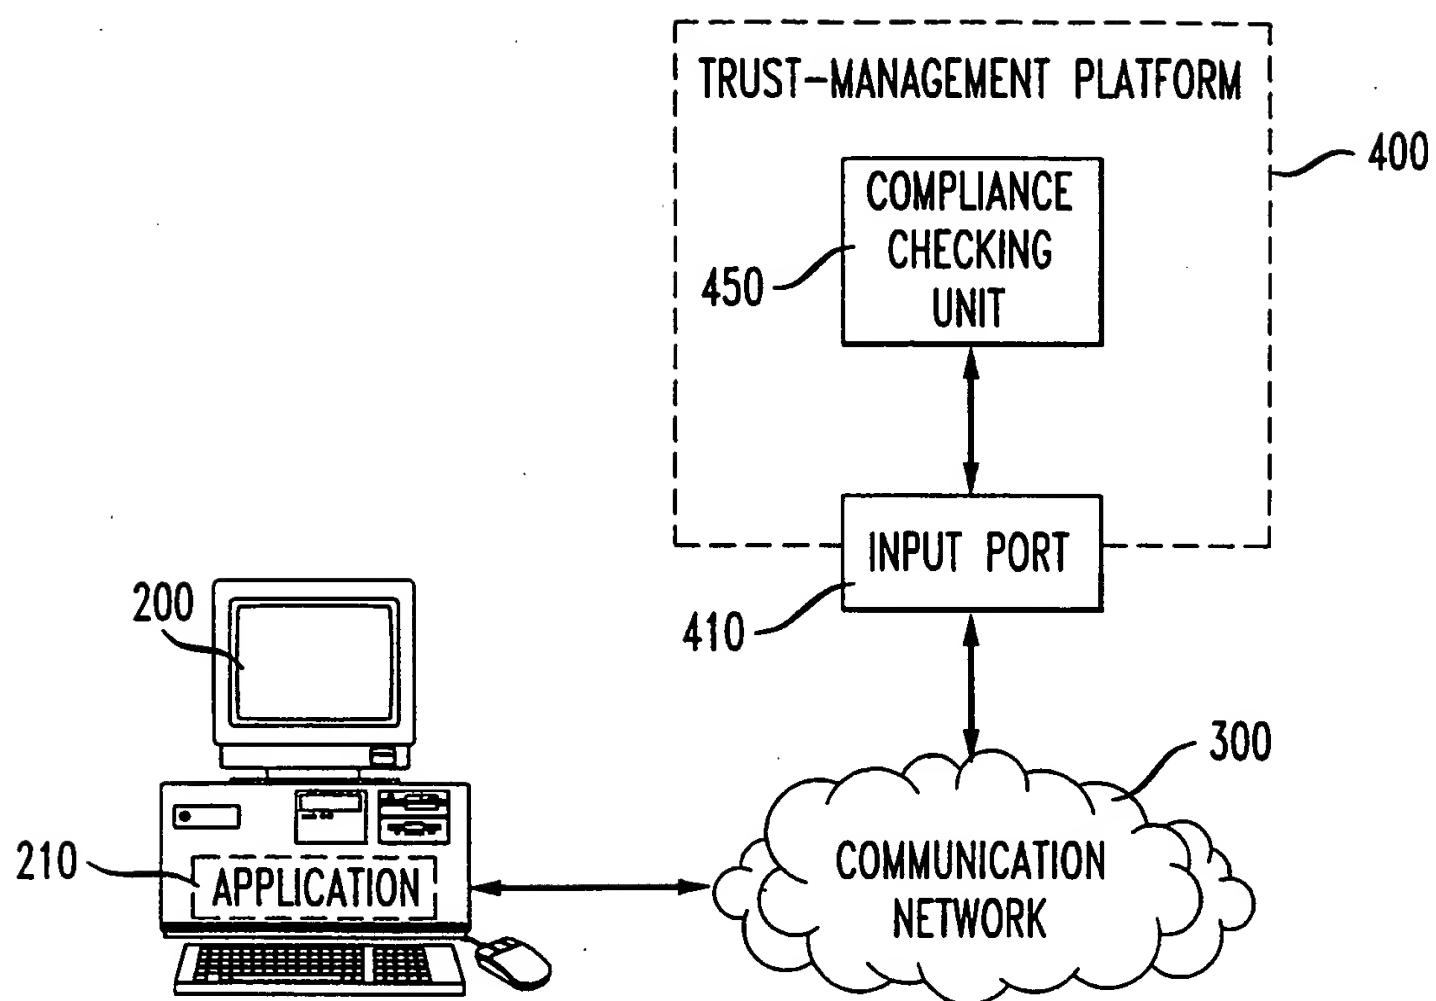 TRUST-MANAGEMENT PLATFORM
400
COMPLIANCE
CHECKING
UNIT
450
INPUT PORT
410
200
300
210
APPLICATION
COMMUNICATION
NETWORK